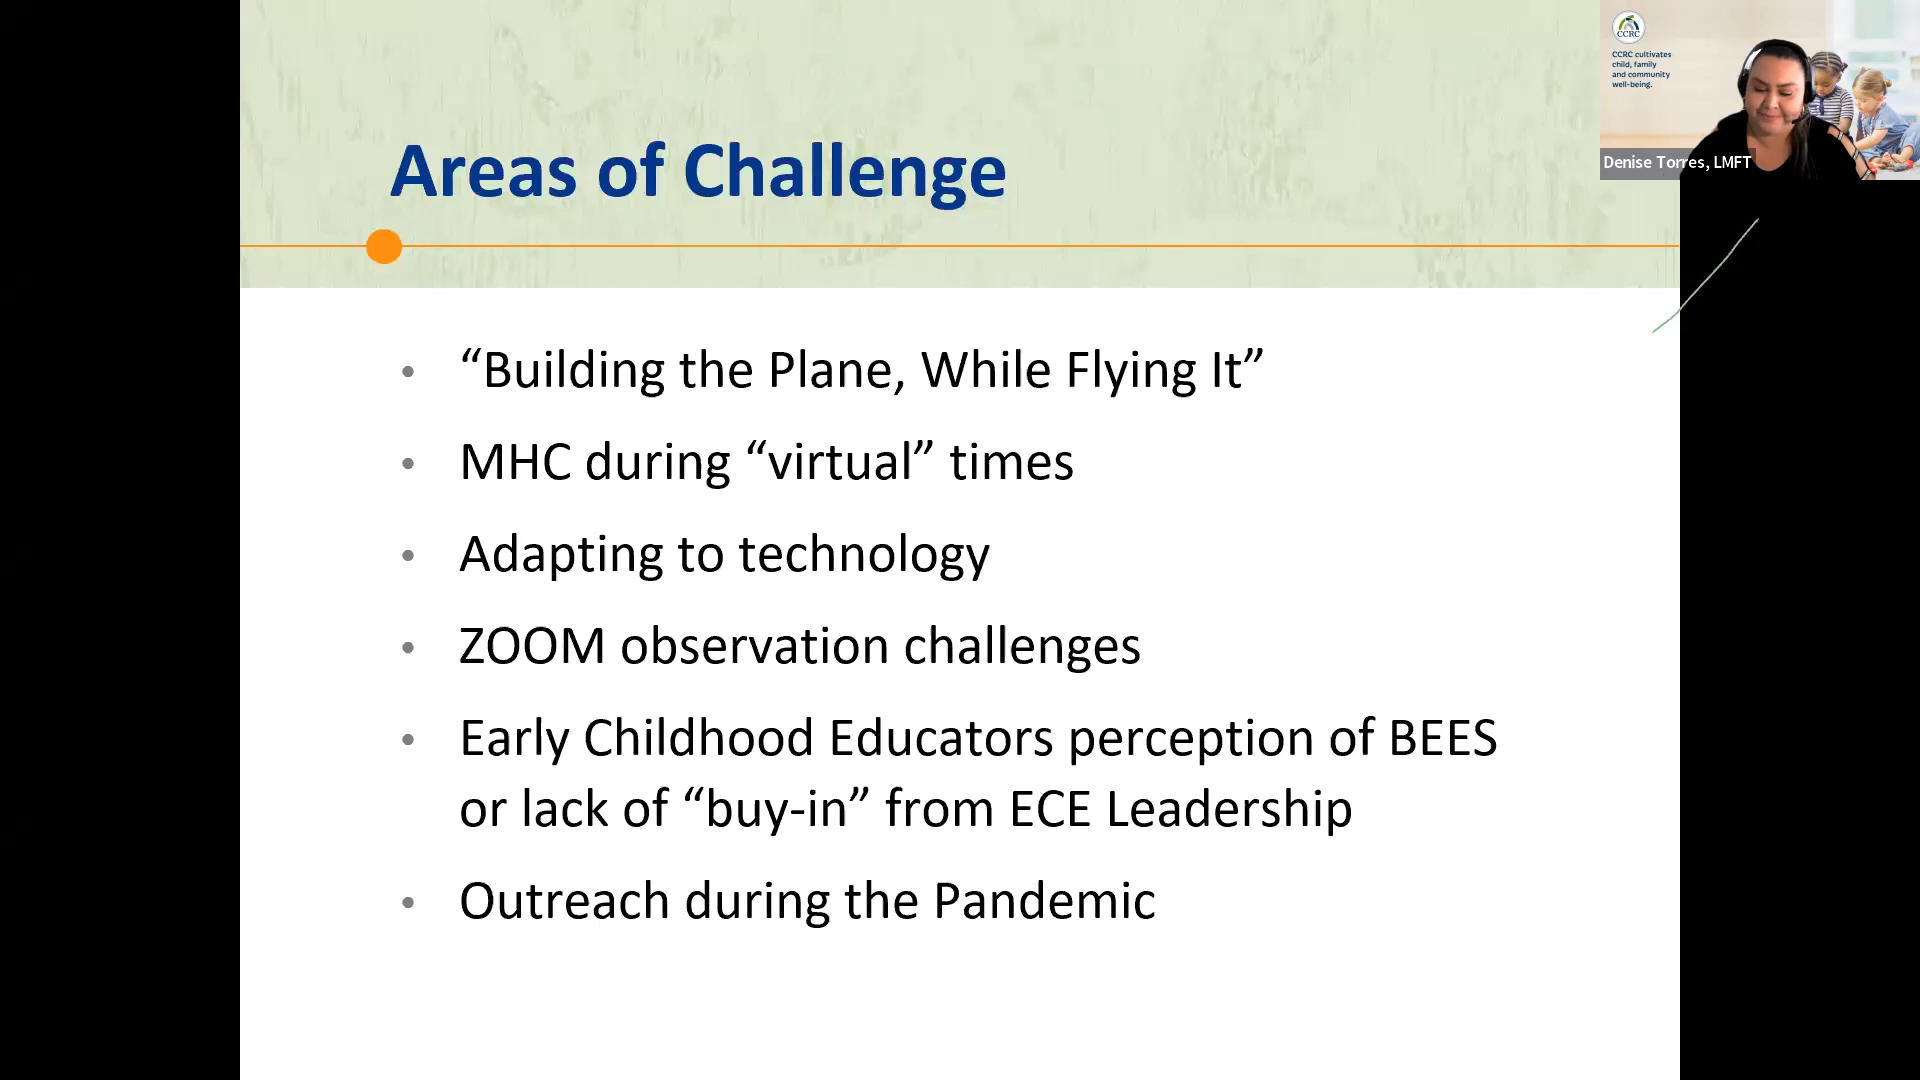 Areas of Challenge
• “Building the Plane, While Flying It”
• MHC during “virtual” times
• Adapting to technology
• ZOOM observation challenges
• Early Childhood Educators perception of BEES
or lack of “buy-in” from ECE Leadership
• Outreach during the Pandemic
CCRC
CCRC cultivates
child, family
and community
well-being.
Denise Torres, LMFT